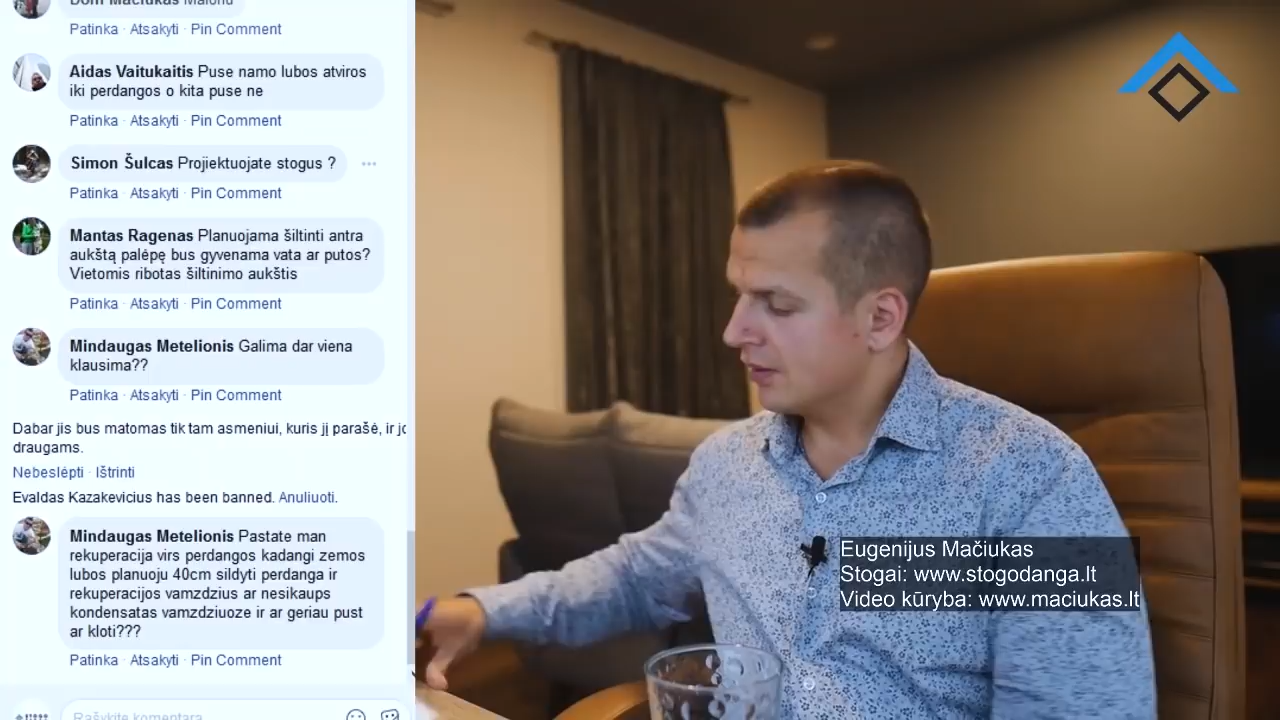 Dom Maciukas Malonu
Patinka · Atsakyti · Pin Comment
Aidas Vaitukaitis Puse namo lubos atviros
iki perdangos o kita puse ne
Patinka · Atsakyti · Pin Comment
Simon Šulcas Projiektuojate stogus ?
Patinka · Atsakyti · Pin Comment
Mantas Ragenas Planuojama šiltinti antra
aukštą palėpę bus gyvenama vata ar putos?
Vietomis ribotas šiltinimo aukštis
Patinka · Atsakyti · Pin Comment
Mindaugas Metelionis Galima dar viena
klausima??
Patinka · Atsakyti · Pin Comment
Dabar jis bus matomas tik tam asmeniui, kuris jį parašė, ir jo
draugams.
Nebeslėpti · Ištrinti
Evaldas Kazakevicius has been banned. Anuliuoti.
Mindaugas Metelionis Pastate man
rekuperacija virs perdangos kadangi zemos
lubos planuoju 40cm sildyti perdanga ir
rekuperacijos vamzdzius ar nesikaups
kondensatas vamzdziuoze ir ar geriau pust
ar kloti???
Patinka · Atsakyti · Pin Comment
Rašykite komentarą
Eugenijus Mačiukas
Stogai: www.stogodanga.lt
Video kūryba: www.maciukas.lt